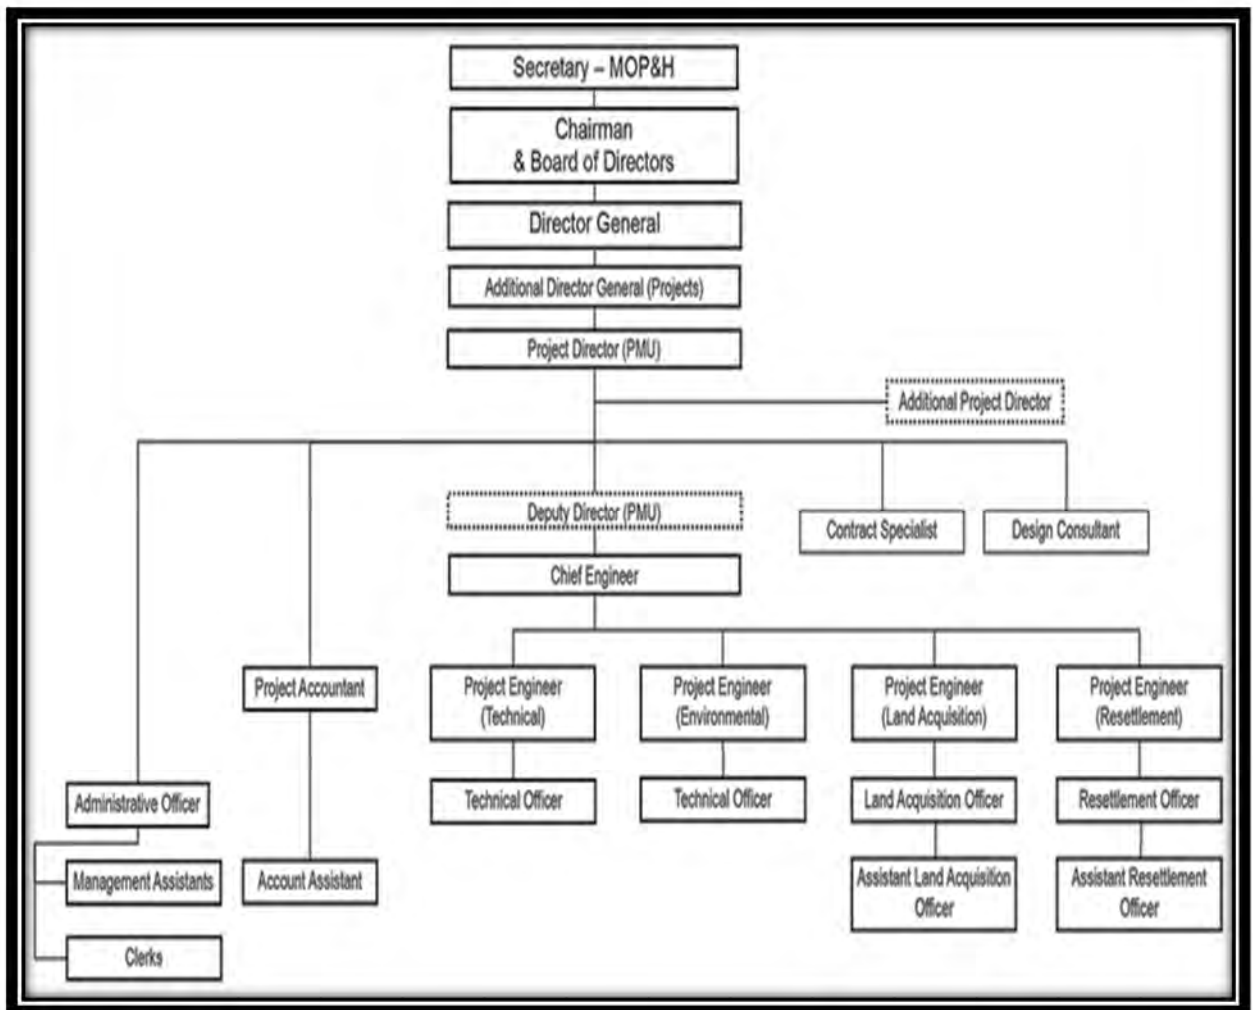 Secretary – MOP&H
Chairman
& Board of Directors
Director General
Additional Director General (Projects)
Project Director (PMU)
Additional Project Director
Deputy Director (PMU)
Contract Specialist
Design Consultant
Chief Engineer
Project Accountant
Project Engineer
(Technical)
Project Engineer
(Environmental)
Project Engineer
(Land Acquisition)
Project Engineer
(Resettlement)
Administrative Officer
Technical Officer
Technical Officer
Land Acquisition Officer
Resettlement Officer
Management Assistants
Account Assistant
Assistant Land Acquisition
Officer
Assistant Resettlement
Officer
Clerks